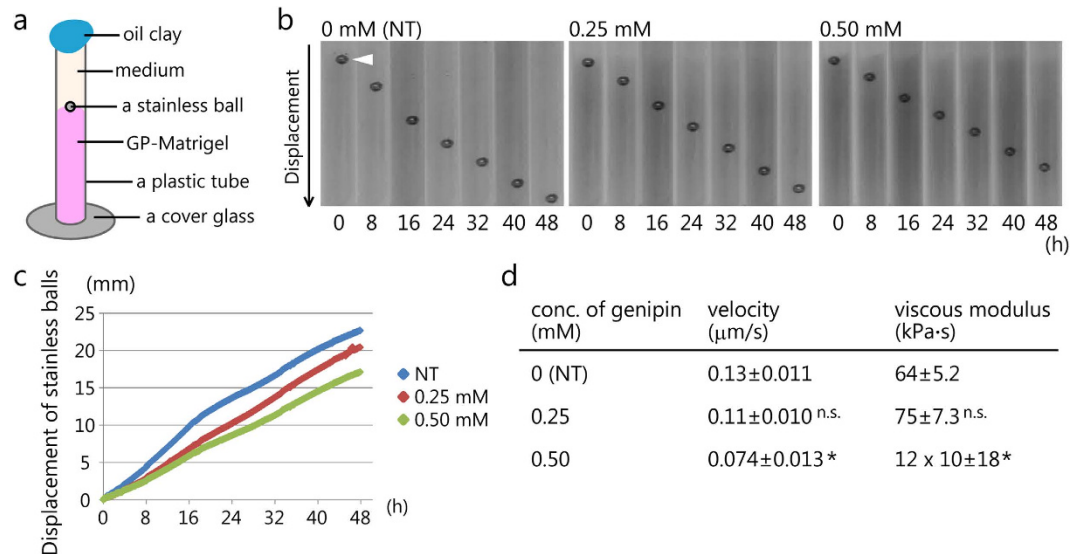 a
oil clay
medium
a stainless ball
GP-Matrigel
a plastic tube
a cover glass
b
0 mM (NT) 0.25 mM 0.50 mM
Displacement
0 8 16 24 32 40 48 0 8 16 24 32 40 48 0 8 16 24 32 40 48
(h)
c
(mm)
Displacement of stainless balls
25
20
15
10
5
0
0 8 16 24 32 40 48 (h)
NT
0.25 mM
0.50 mM
d
conc. of genipin velocity viscous modulus
(mM) (μm/s) (kPa·s)
0 (NT) 0.13±0.011 64±5.2
0.25 0.11±0.010 n.s. 75±7.3 n.s.
0.50 0.074±0.013 * 12 x 10±18 *